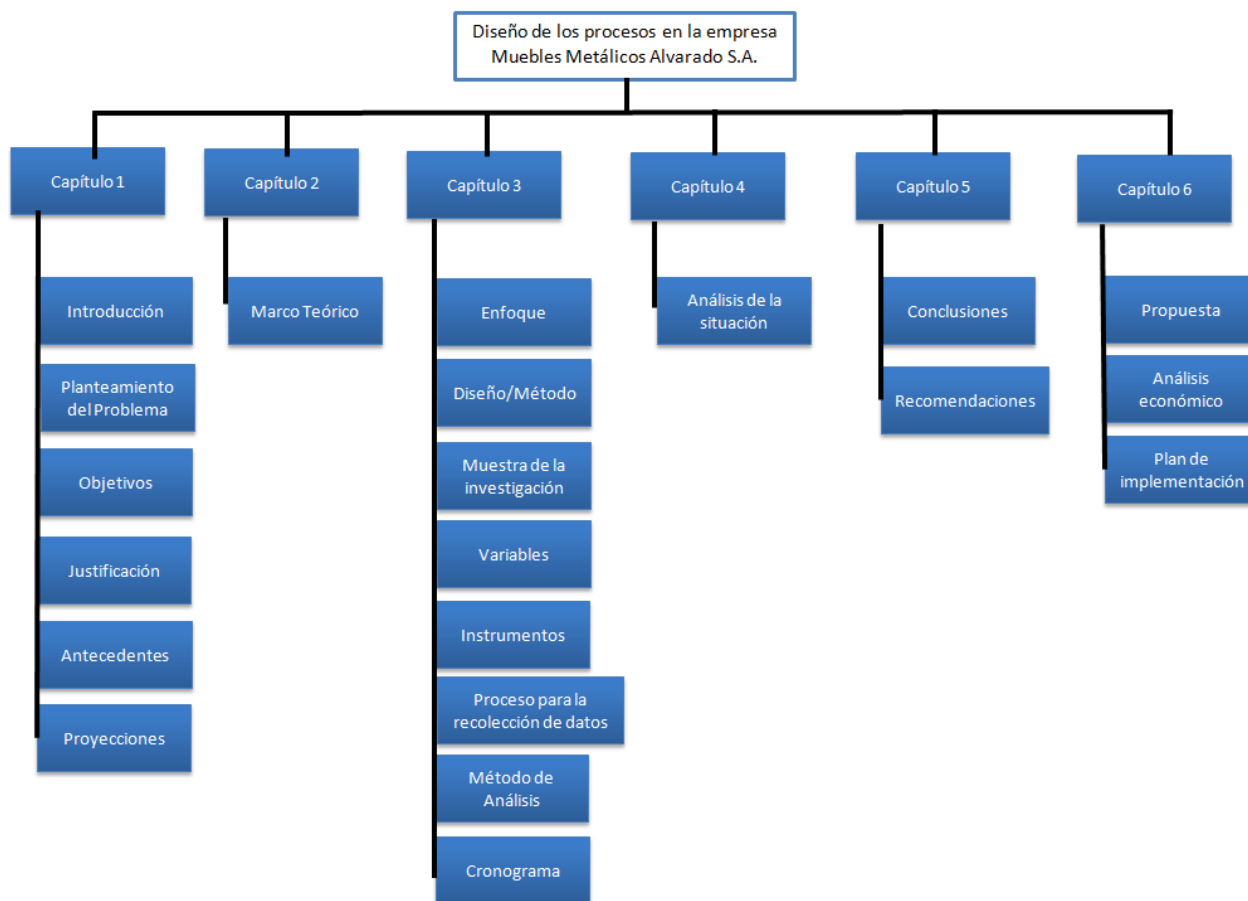 Diseño de los procesos en la empresa
Muebles Metálicos Alvarado S.A.
Capítulo 1
Introducción
Planteamiento
del Problema
Objetivos
Justificación
Antecedentes
Proyecciones
Capítulo 2
Marco Teórico
Capítulo 3
Enfoque
Diseño/Método
Muestra de la
investigación
Variables
Instrumentos
Proceso para la
recolección de datos
Método de
Análisis
Cronograma
Capítulo 4
Análisis de la
situación
Capítulo 5
Conclusiones
Recomendaciones
Capítulo 6
Propuesta
Análisis
económico
Plan de
implementación